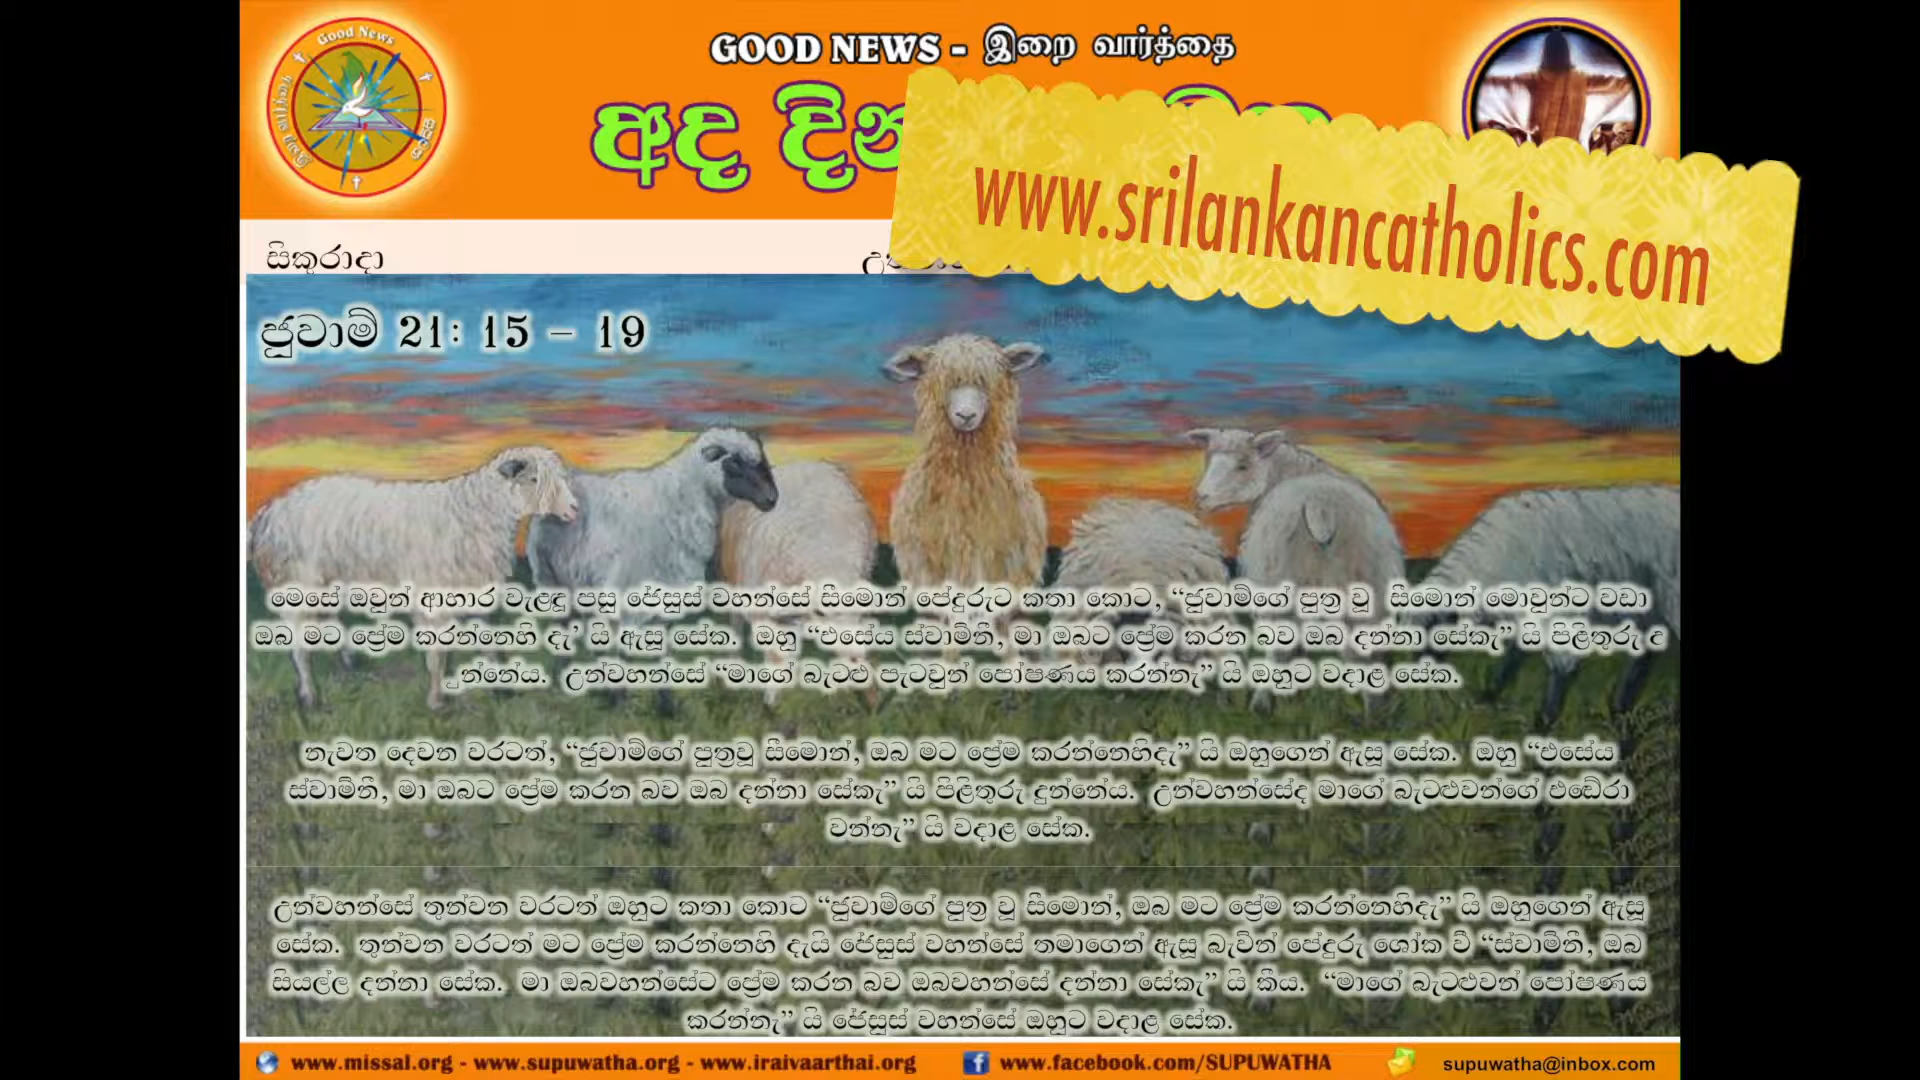 Good News
GOOD NEWS - இறை வார்த்தை
අද
www.srilankancatholics.com
සිකුරාදා
ජුවාම් 21: 15 – 19
මෙසේ ඔවුන් ආහාර වැළඳූ පසු ජේසුස් වහන්සේ සීමොන් පේදුරුට කතා කොට, “ජුවාම්ගේ පුත්‍ර වූ සීමොන් මොවුන්ට වඩා
ඔබ මට ප්‍රේම කරන්නෙහි දැ’ යි ඇසූ සේක. ඔහු “එසේය ස්වාමිනී, මා ඔබට ප්‍රේම කරන බව ඔබ දන්නා සේකැ” යි පිළිතුරු ද
ුන්නේය. උන්වහන්සේ “මාගේ බැටළු පැටවුන් පෝෂණය කරන්නැ” යි ඔහුට වදාළ සේක.
නැවත දෙවන වරටත්, “ජුවාම්ගේ පුත්‍රවූ සීමොන්, ඔබ මට ප්‍රේම කරන්නෙහිදැ” යි ඔහුගෙන් ඇසූ සේක. ඔහු “එසේය
ස්වාමිනී, මා ඔබට ප්‍රේම කරන බව ඔබ දන්නා සේකැ” යි පිළිතුරු දුන්නේය. උන්වහන්සේද මාගේ බැටළුවන්ගේ එඬේරා
වන්නැ” යි වදාළ සේක.
උන්වහන්සේ තුන්වන වරටත් ඔහුට කතා කොට “ජුවාම්ගේ පුත්‍ර වූ සීමොන්, ඔබ මට ප්‍රේම කරන්නෙහිදැ” යි ඔහුගෙන් ඇසූ
සේක. තුන්වන වරටත් මට ප්‍රේම කරන්නෙහි දැයි ජේසුස් වහන්සේ තමාගෙන් ඇසූ බැවින් පේදුරු ශෝක වී “ස්වාමිනී, ඔබ
සියල්ල දන්නා සේක. මා ඔබවහන්සේට ප්‍රේම කරන බව ඔබවහන්සේ දන්නා සේකැ” යි කීය. “මාගේ බැටළුවන් පෝෂණය
කරන්නැ” යි ජේසුස් වහන්සේ ඔහුට වදාළ සේක.
www.missal.org - www.supuwatha.org - www.iraivaarthai.org
www.facebook.com/SUPUWATHA
supuwatha@inbox.com